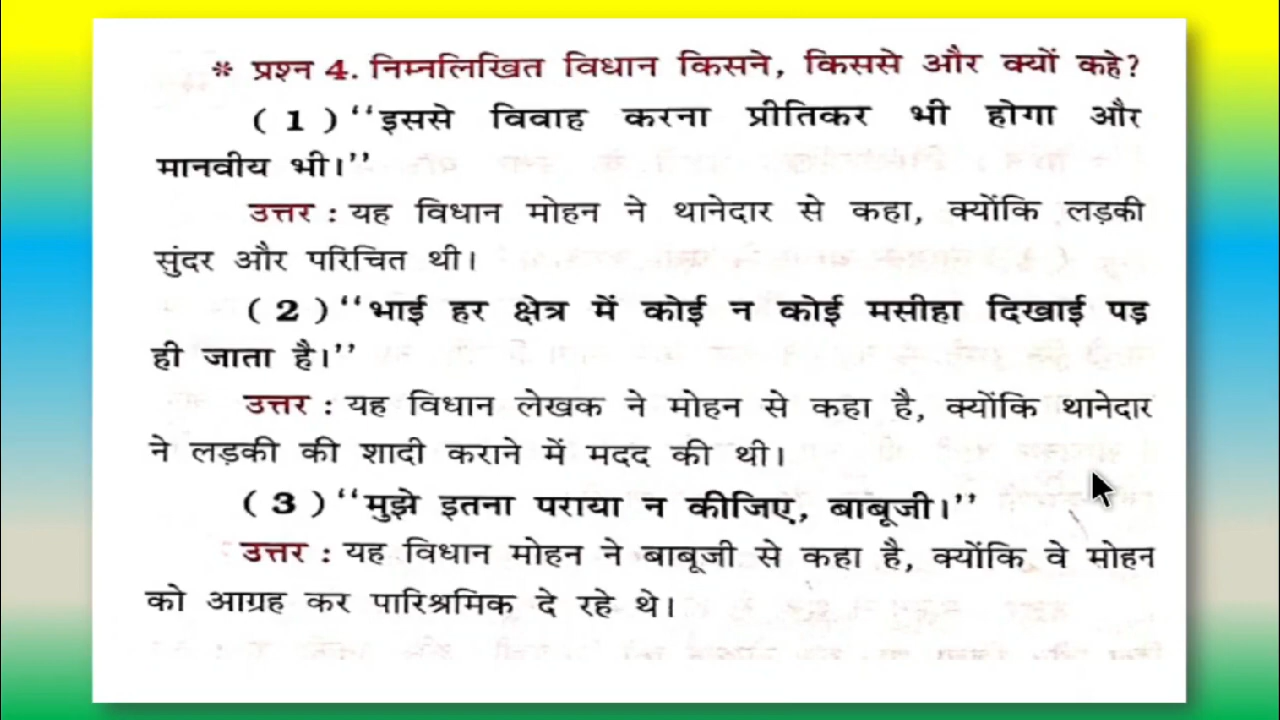 * प्रश्न 4. निम्नलिखित विधान किसने, किससे और क्यों कहे?
( 1 ) “इससे विवाह करना प्रीतिकर भी होगा और
मानवीय भी।”
उत्तर : यह विधान मोहन ने थानेदार से कहा, क्योंकि लड़की
सुंदर और परिचित थी।
( 2 ) “भाई हर क्षेत्र में कोई न कोई मसीहा दिखाई पड़
ही जाता है।”
उत्तर : यह विधान लेखक ने मोहन से कहा है, क्योंकि थानेदार
ने लड़की की शादी कराने में मदद की थी।
( 3 ) “मुझे इतना पराया न कीजिए, बाबूजी।”
उत्तर : यह विधान मोहन ने बाबूजी से कहा है, क्योंकि वे मोहन
को आग्रह कर पारिश्रमिक दे रहे थे।